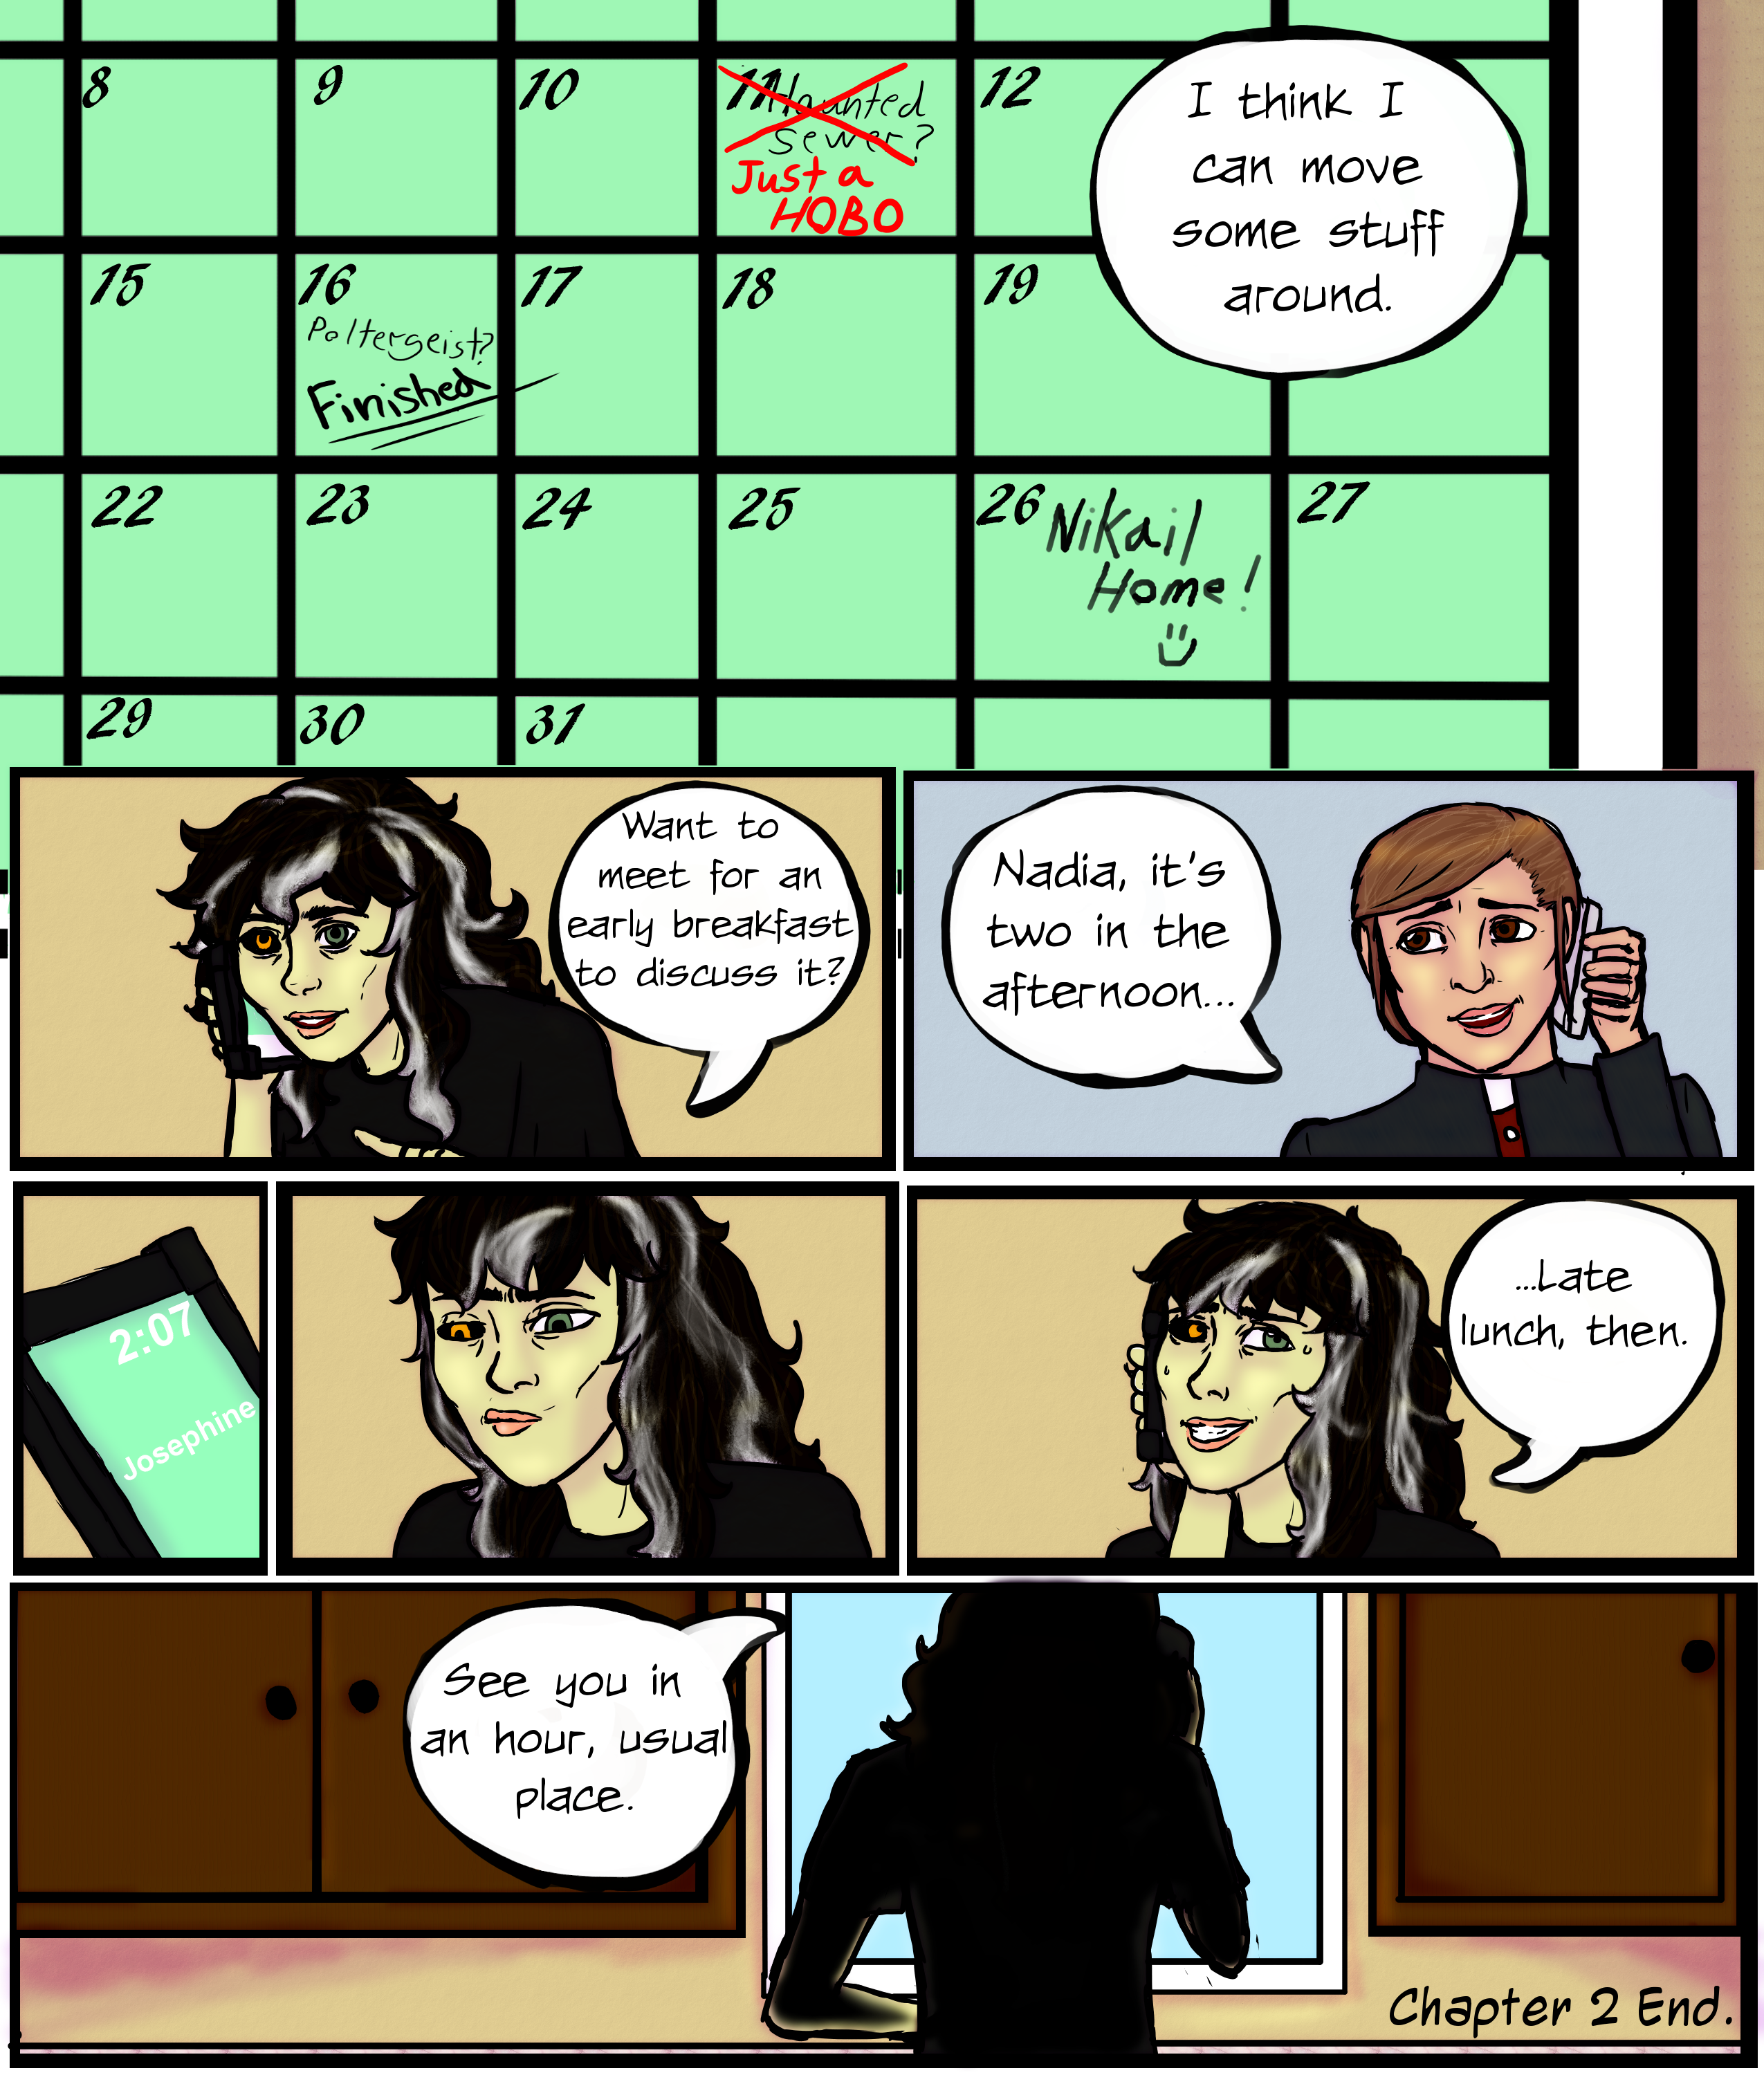 8
9
10
11 Haunted
sewer?
Just a
HOBO
12
I think I
can move
some stuff
around.
15
16
Poltergeist?
Finished
17
18
19
22
23
24
25
26 Nikail
Home!
27
29
30
31
Want to
meet for an
early breakfast
to discuss it?
Nadia, it's
two in the
afternoon...
2:07
Josephine
...Late
lunch, then.
See you in
an hour, usual
place.
Chapter 2 End.